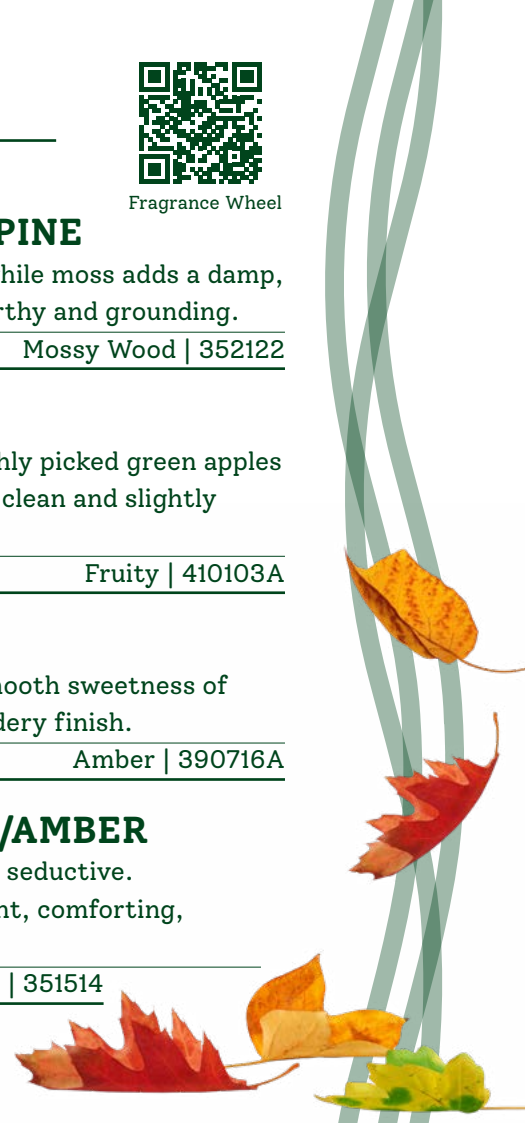 Fragrance Wheel
PINE
hile moss adds a damp,
rthy and grounding.
Mossy Wood | 352122
hly picked green apples
clean and slightly
Fruity | 410103A
ooth sweetness of
dery finish.
Amber | 390716A
/AMBER
seductive.
nt, comforting,
| 351514